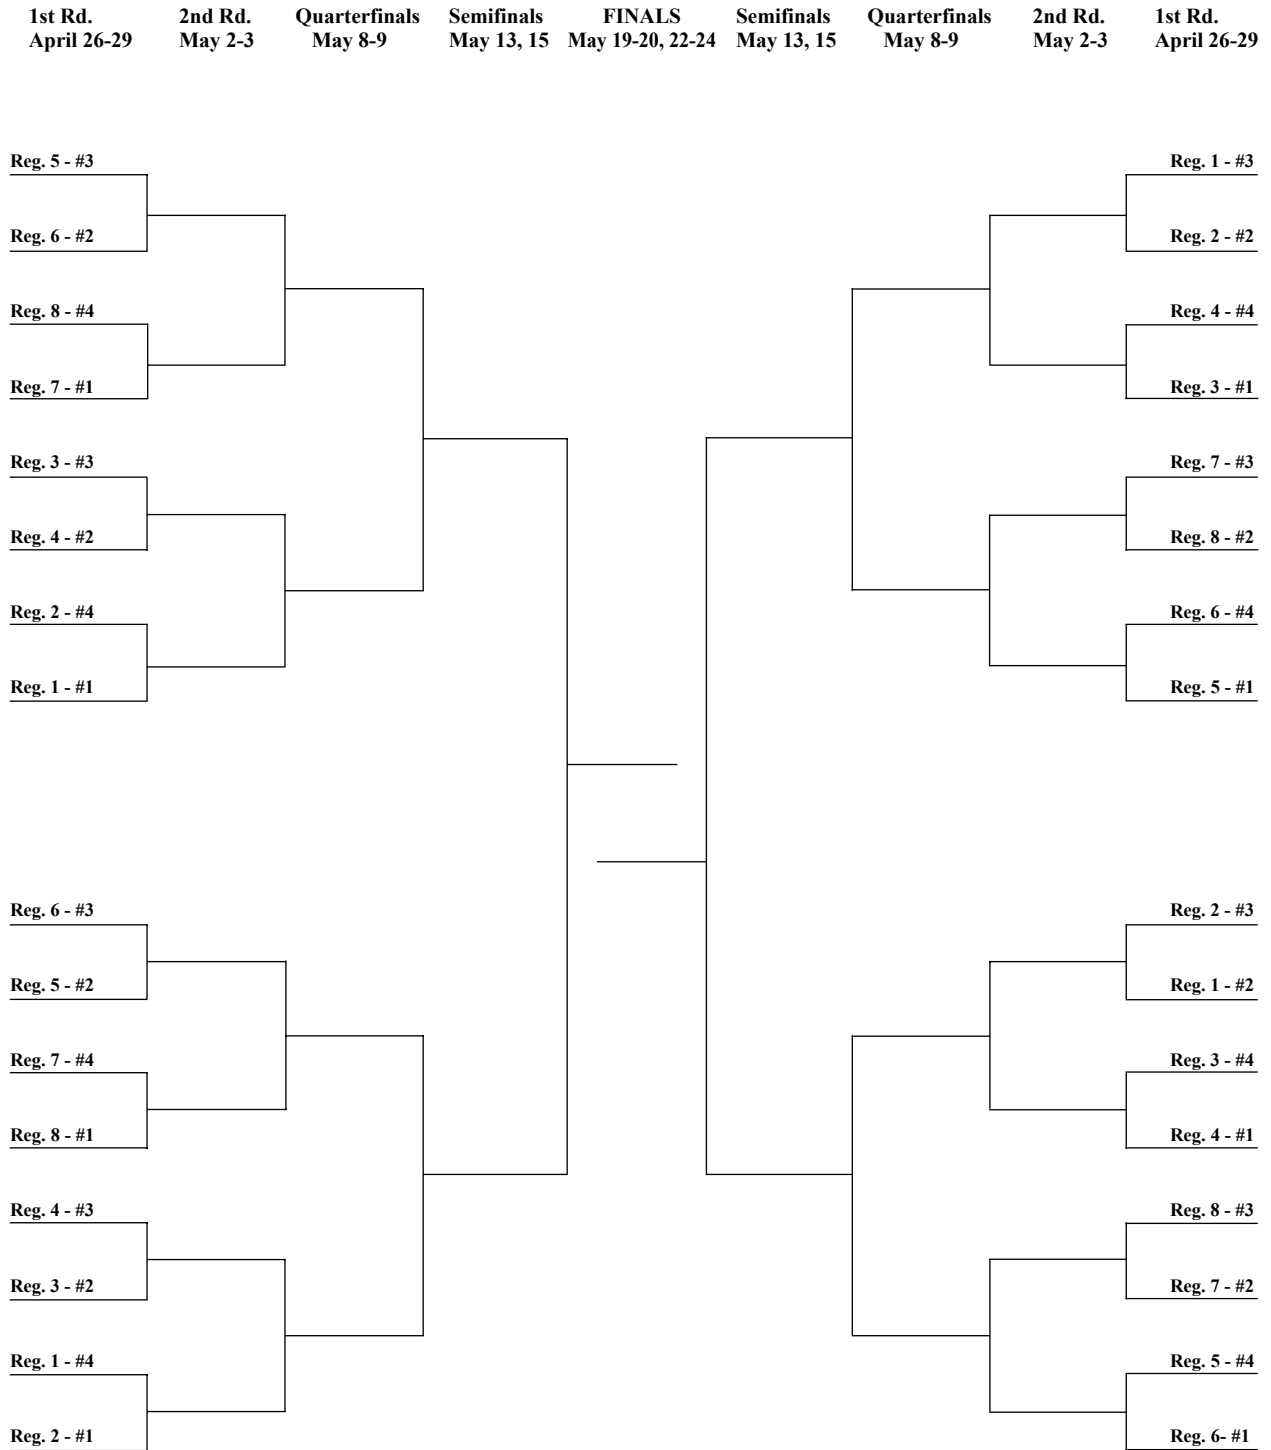 1st Rd. 2nd Rd. Quarterfinals Semifinals FINALS Semifinals Quarterfinals 2nd Rd. 1st Rd.
April 26-29 May 2-3 May 8-9 May 13, 15 May 19-20, 22-24 May 13, 15 May 8-9 May 2-3 April 26-29
Reg. 5 - #3 Reg. 1 - #3
Reg. 6 - #2 Reg. 2 - #2
Reg. 8 - #4 Reg. 4 - #4
Reg. 7 - #1 Reg. 3 - #1
Reg. 3 - #3 Reg. 7 - #3
Reg. 4 - #2 Reg. 8 - #2
Reg. 2 - #4 Reg. 6 - #4
Reg. 1 - #1 Reg. 5 - #1
Reg. 6 - #3 Reg. 2 - #3
Reg. 5 - #2 Reg. 1 - #2
Reg. 7 - #4 Reg. 3 - #4
Reg. 8 - #1 Reg. 4 - #1
Reg. 4 - #3 Reg. 8 - #3
Reg. 3 - #2 Reg. 7 - #2
Reg. 1 - #4 Reg. 5 - #4
Reg. 2 - #1 Reg. 6- #1